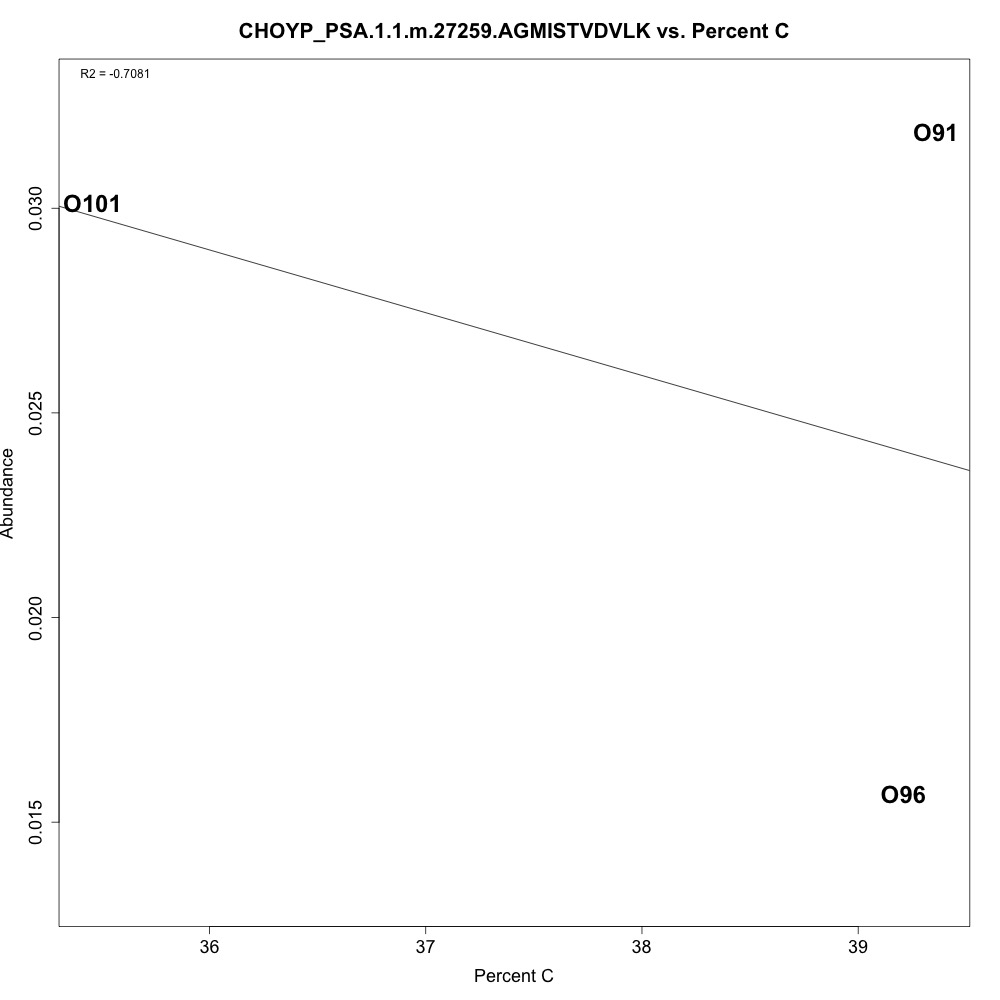 CHOYP_PSA.1.1.m.27259.AGMISTVDVLK vs. Percent C
R2 = -0.7081
O91
O101
0.030
0.025
Abundance
0.020
O96
0.015
36 37 38 39
Percent C